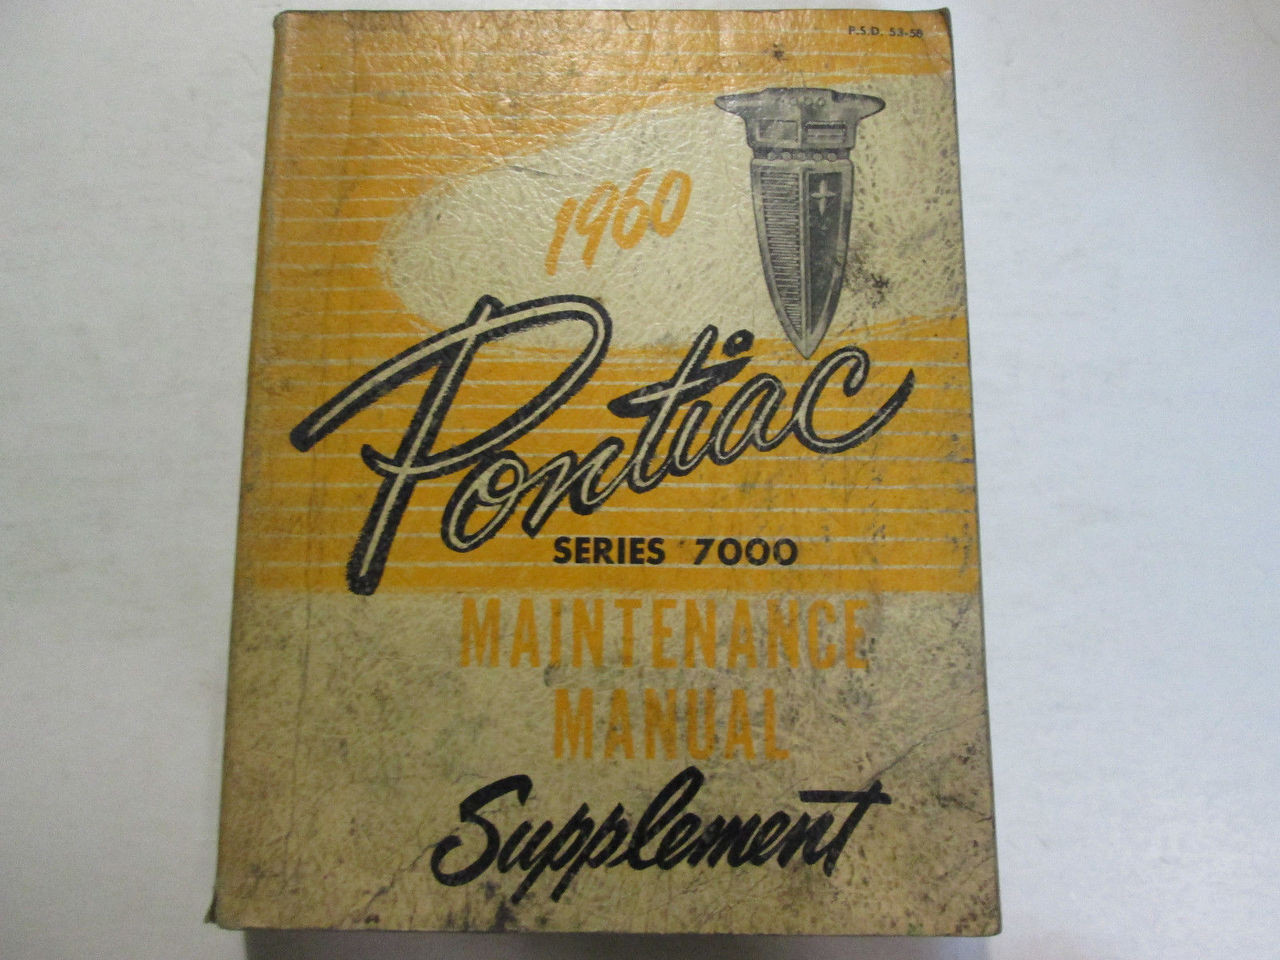 P.S.D. 53-58
1960
Pontiac
SERIES 7000
MAINTENANCE
MANUAL
Supplement